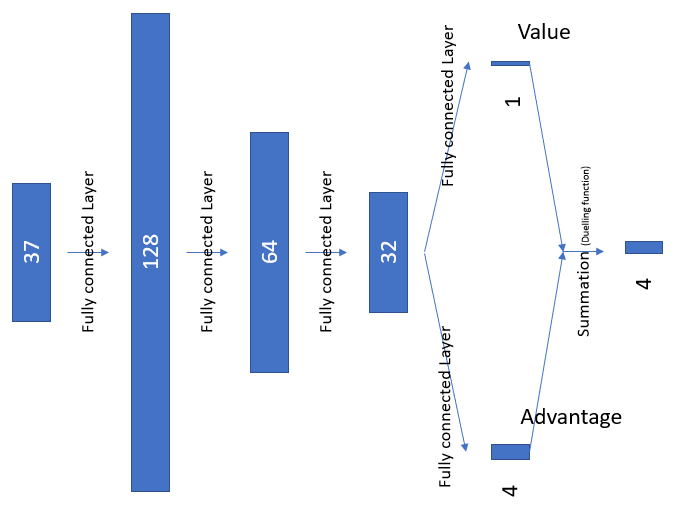 37
Fully connected Layer
128
Fully connected Layer
64
Fully connected Layer
32
Fully connected Layer
Value
1
Fully connected Layer
Advantage
4
Summation (Duelling function)
4